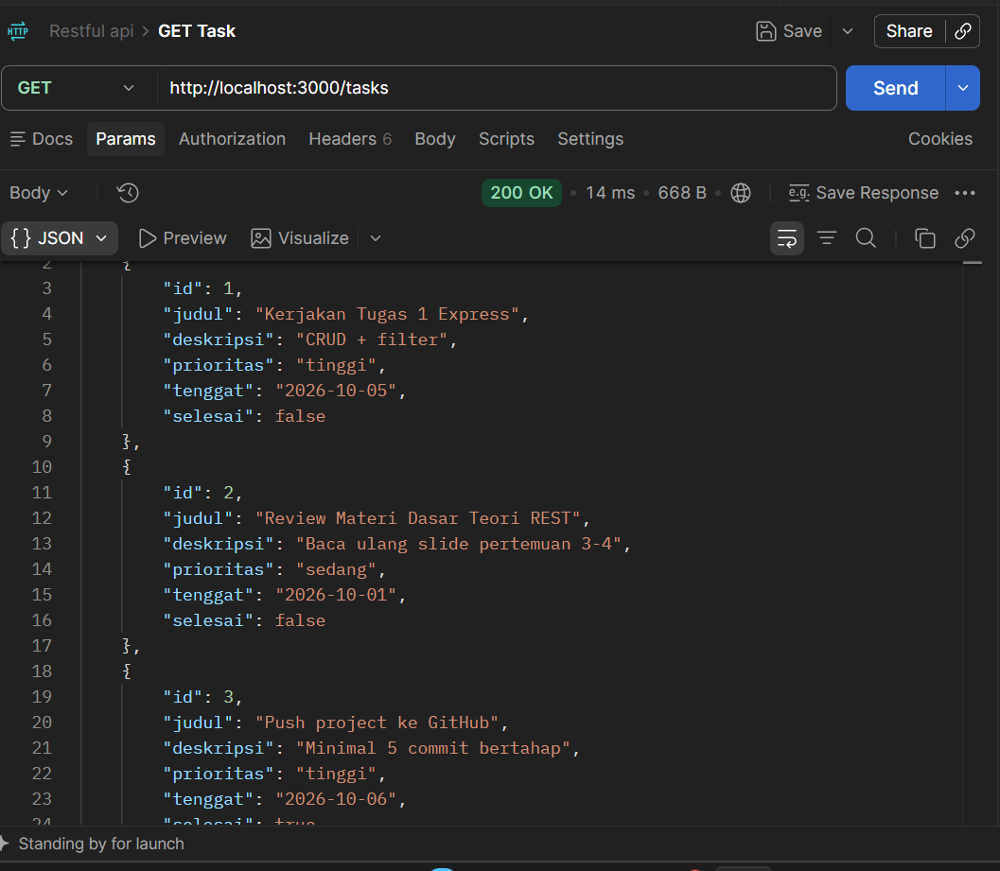 HTTP Restful api > GET Task Save Share
GET http://localhost:3000/tasks Send
Docs Params Authorization Headers 6 Body Scripts Settings Cookies
Body 200 OK • 14 ms • 668 B • e.g. Save Response •••
{} JSON Preview Visualize
2 {
3 "id": 1,
4 "judul": "Kerjakan Tugas 1 Express",
5 "deskripsi": "CRUD + filter",
6 "prioritas": "tinggi",
7 "tenggat": "2026-10-05",
8 "selesai": false
9 },
10 {
11 "id": 2,
12 "judul": "Review Materi Dasar Teori REST",
13 "deskripsi": "Baca ulang slide pertemuan 3-4",
14 "prioritas": "sedang",
15 "tenggat": "2026-10-01",
16 "selesai": false
17 },
18 {
19 "id": 3,
20 "judul": "Push project ke GitHub",
21 "deskripsi": "Minimal 5 commit bertahap",
22 "prioritas": "tinggi",
23 "tenggat": "2026-10-06",
24 "selesai": true
Standing by for launch